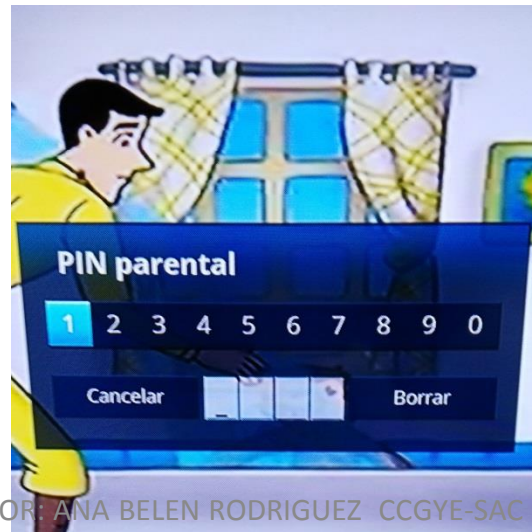 PIN parental
1 2 3 4 5 6 7 8 9 0
Cancelar _ Borrar
OR: ANA BELEN RODRIGUEZ CCGYE-SAC